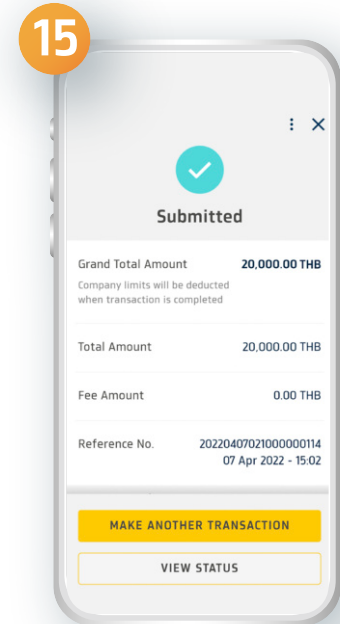 15
Submitted
Grand Total Amount 20,000.00 THB
Company limits will be deducted
when transaction is completed
Total Amount 20,000.00 THB
Fee Amount 0.00 THB
Reference No. 20220407021000000114
07 Apr 2022 - 15:02
MAKE ANOTHER TRANSACTION
VIEW STATUS